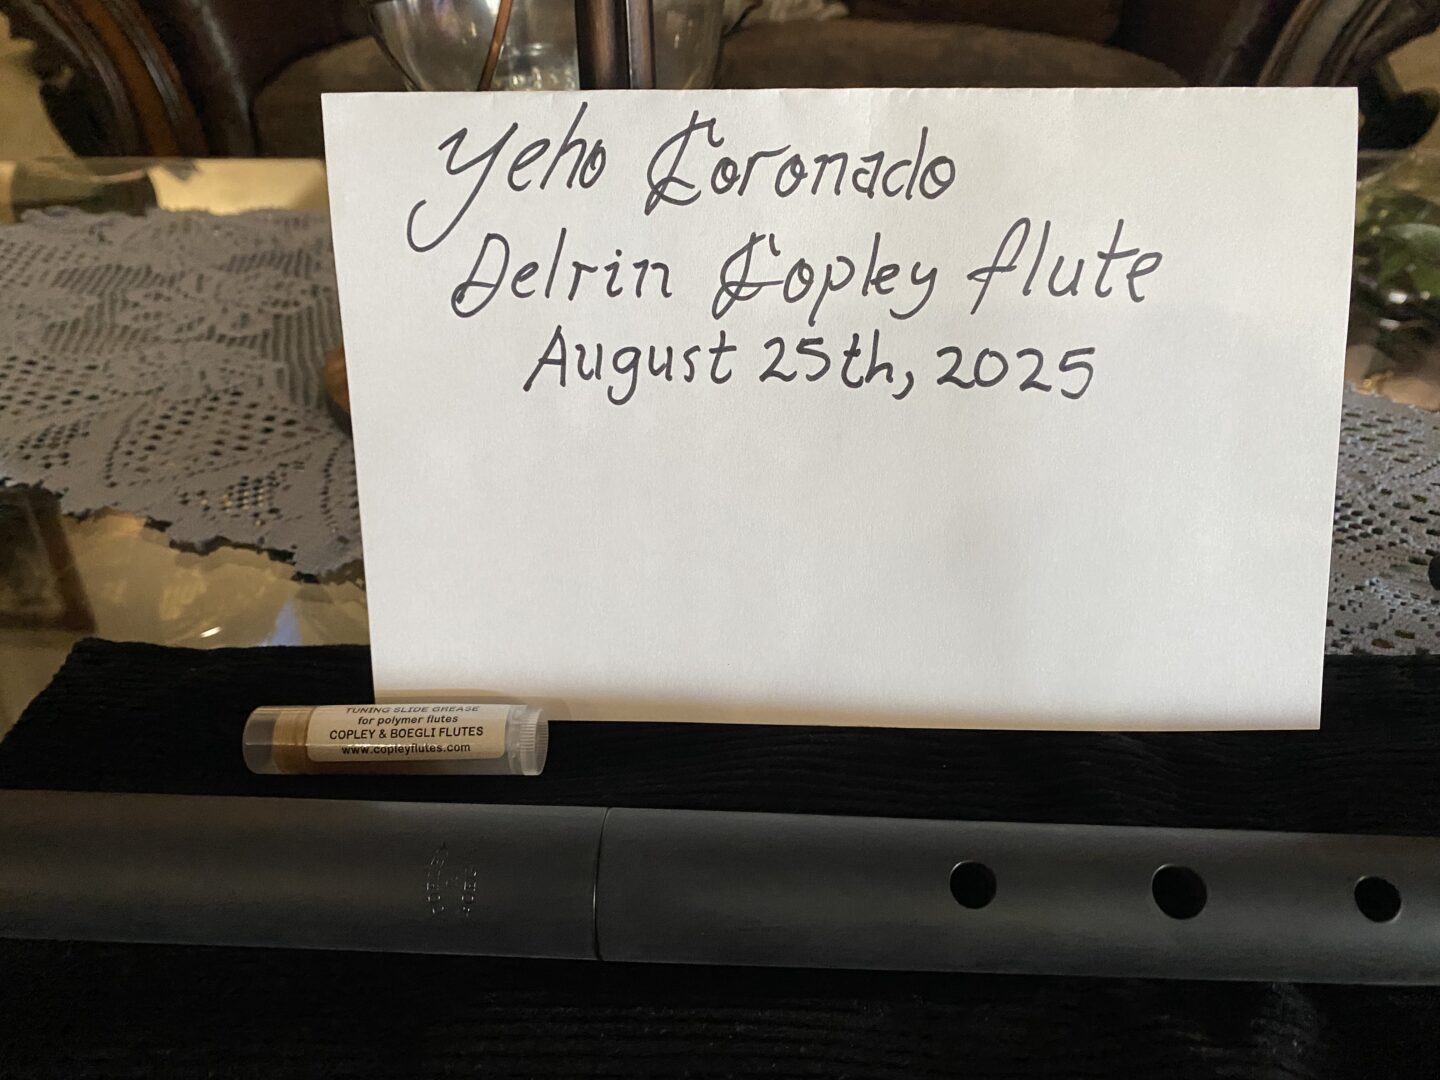 Yeho Coronado
Delrin Copley flute
August 25th, 2025
TUNING SLIDE GREASE
for polymer flutes
COPLEY & BOEGLI FLUTES
www.copleyflutes.com